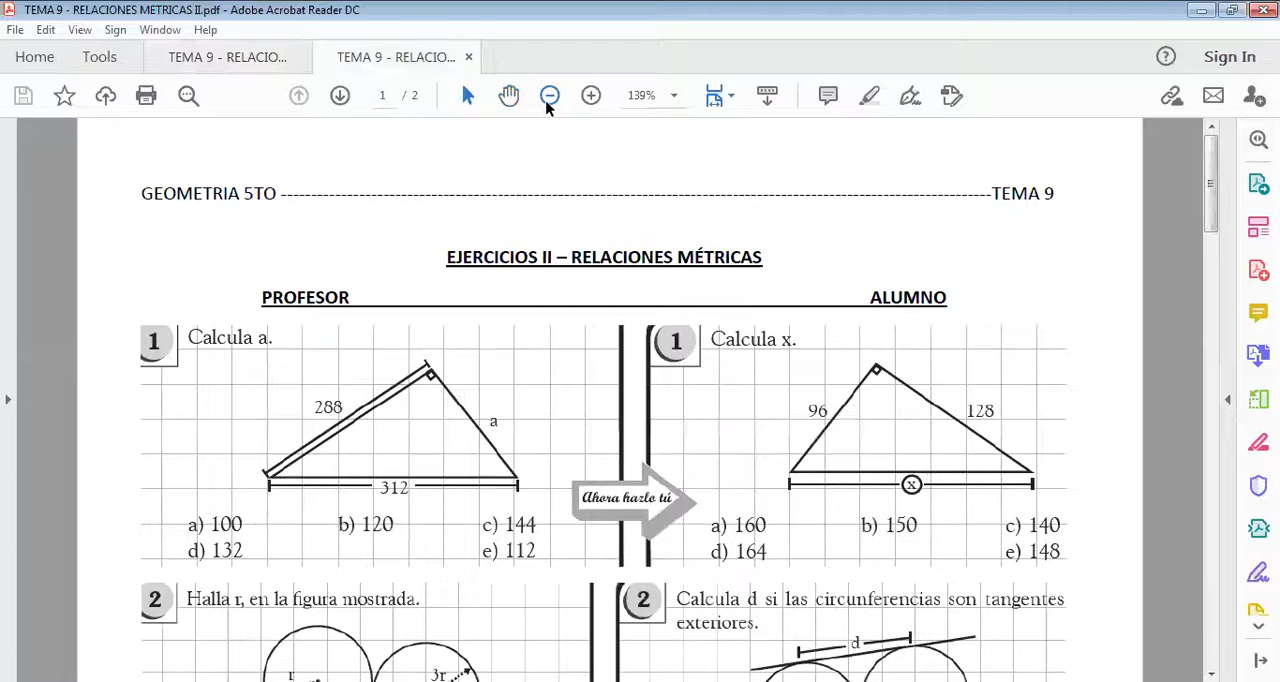 TEMA 9 - RELACIONES METRICAS II.pdf - Adobe Acrobat Reader DC
File Edit View Sign Window Help
Home Tools TEMA 9 - RELACIO... TEMA 9 - RELACIO... × ? Sign In
1 / 2 139%
GEOMETRIA 5TO ---------------------------------------------------------------------------------------------------------------TEMA 9
EJERCICIOS II – RELACIONES MÉTRICAS
PROFESOR ALUMNO
1 Calcula a.
288
a
312
a) 100 b) 120 c) 144
d) 132 e) 112
Ahora hazlo tú
1 Calcula x.
96 128
x
a) 160 b) 150 c) 140
d) 164 e) 148
2 Halla r, en la figura mostrada.
r 3r
2 Calcula d si las circunferencias son tangentes
exteriores.
d